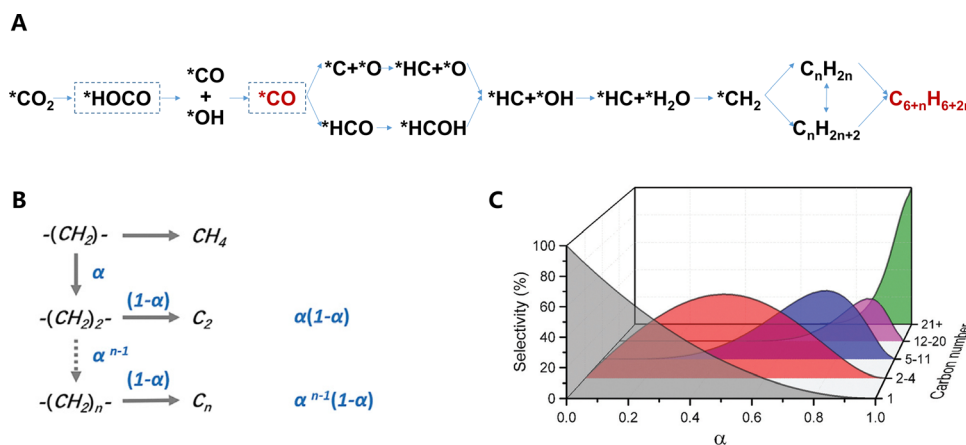 A
*CO₂ *HOCO *CO + *OH *CO *C+*O *HC+*O *HCO *HCOH *HC+*OH *HC+*H₂O *CH₂ CₙH₂ₙ CₙH₂ₙ₊₂ C₆₊ₙH₆₊₂ₙ
B
-(CH₂)- CH₄
α
-(CH₂)₂- (1-α) C₂ α(1-α)
α ⁿ⁻¹
-(CH₂)ₙ- (1-α) Cₙ α ⁿ⁻¹(1-α)
C
Selectivity (%)
100
80
60
40
20
0
0.0 0.2 0.4 0.6 0.8 1.0
α
21+
12-20
5-11
2-4
1
Carbon number